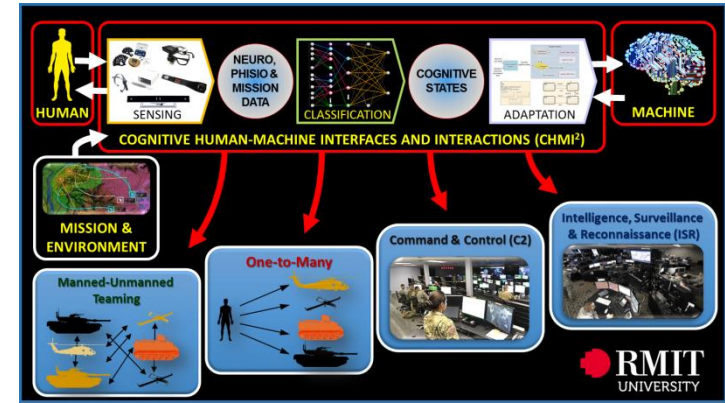 HUMAN
SENSING
NEURO,
PHISIO &
MISSION
DATA
CLASSIFICATION
COGNITIVE
STATES
ADAPTATION
MACHINE
COGNITIVE HUMAN-MACHINE INTERFACES AND INTERACTIONS (CHMI²)
MISSION &
ENVIRONMENT
Manned-Unmanned
Teaming
One-to-Many
Command & Control (C2)
Intelligence, Surveillance
& Reconnaissance (ISR)
RMIT
UNIVERSITY